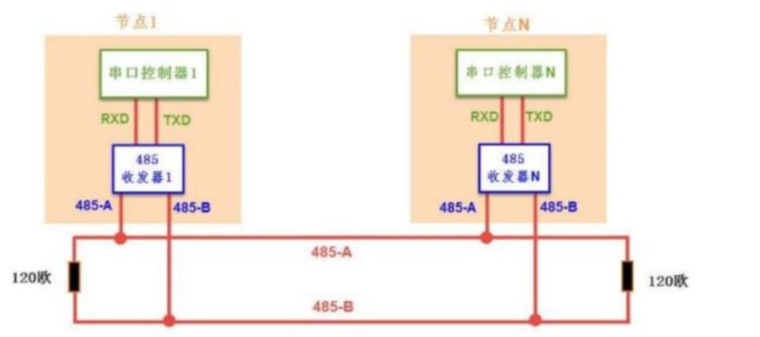 节点1
节点N
串口控制器1
串口控制器N
RXD
TXD
RXD
TXD
485
收发器1
485
收发器N
485-A
485-B
485-A
485-B
485-A
120欧
120欧
485-B